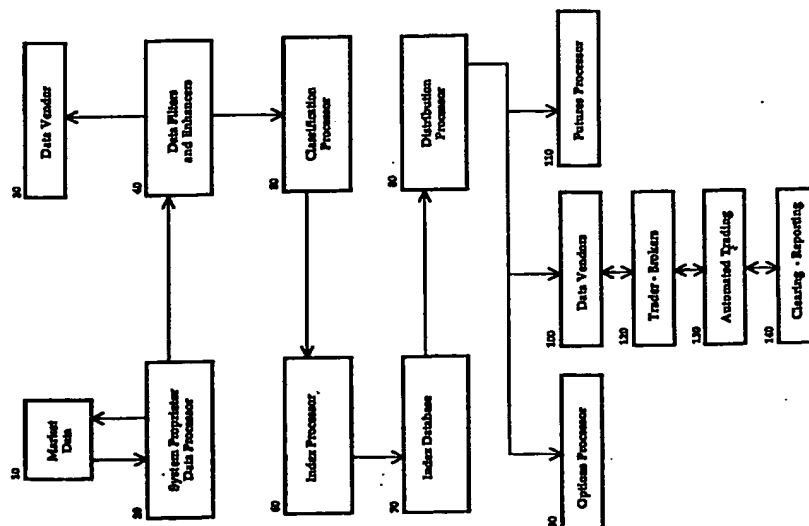 10
Market
Data
30
Data Vendor
20
System Proprieter
Data Processor
40
Data Filters
and Enhancers
60
Index Processor,
50
Classification
Processor
70
Index Database
80
Distribution
Processor
90
Options Processor
100
Data Vendors
110
Futures Processor
120
Trader - Brokers
130
Automated Trading
140
Clearing - Reporting